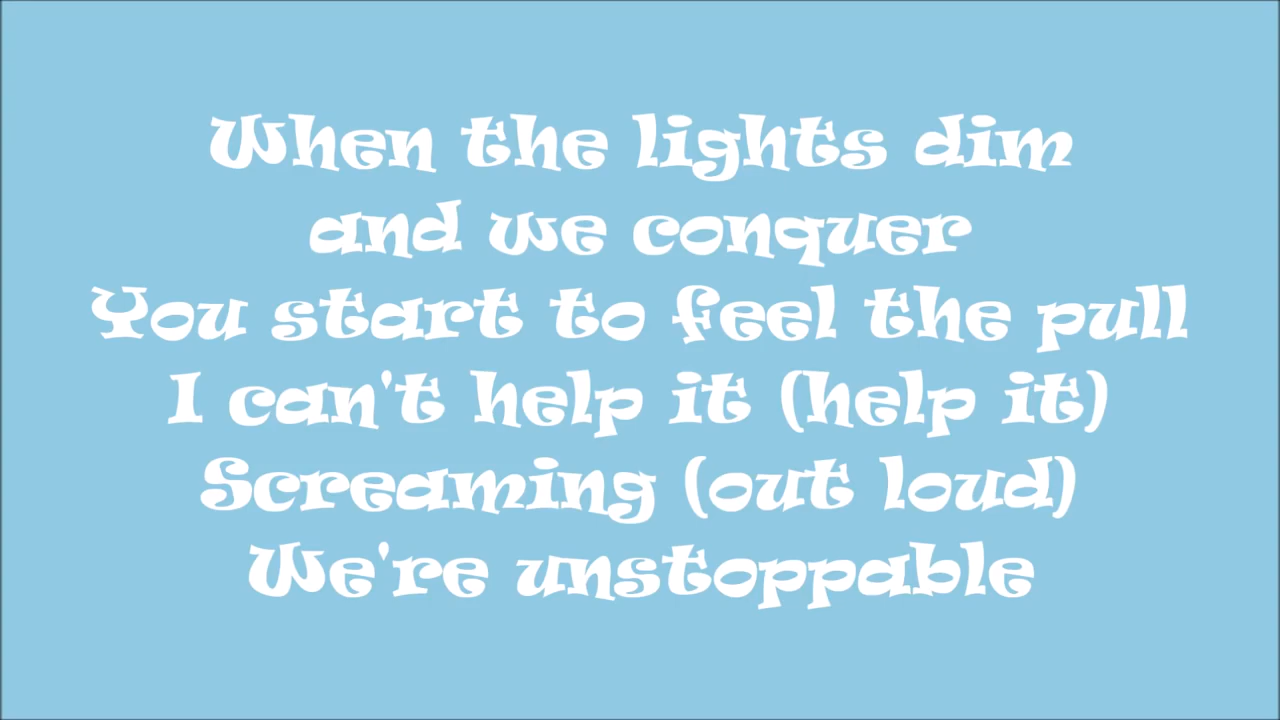 When the lights dim
and we conquer
You start to feel the pull
I can't help it (help it)
Screaming (out loud)
We're unstoppable